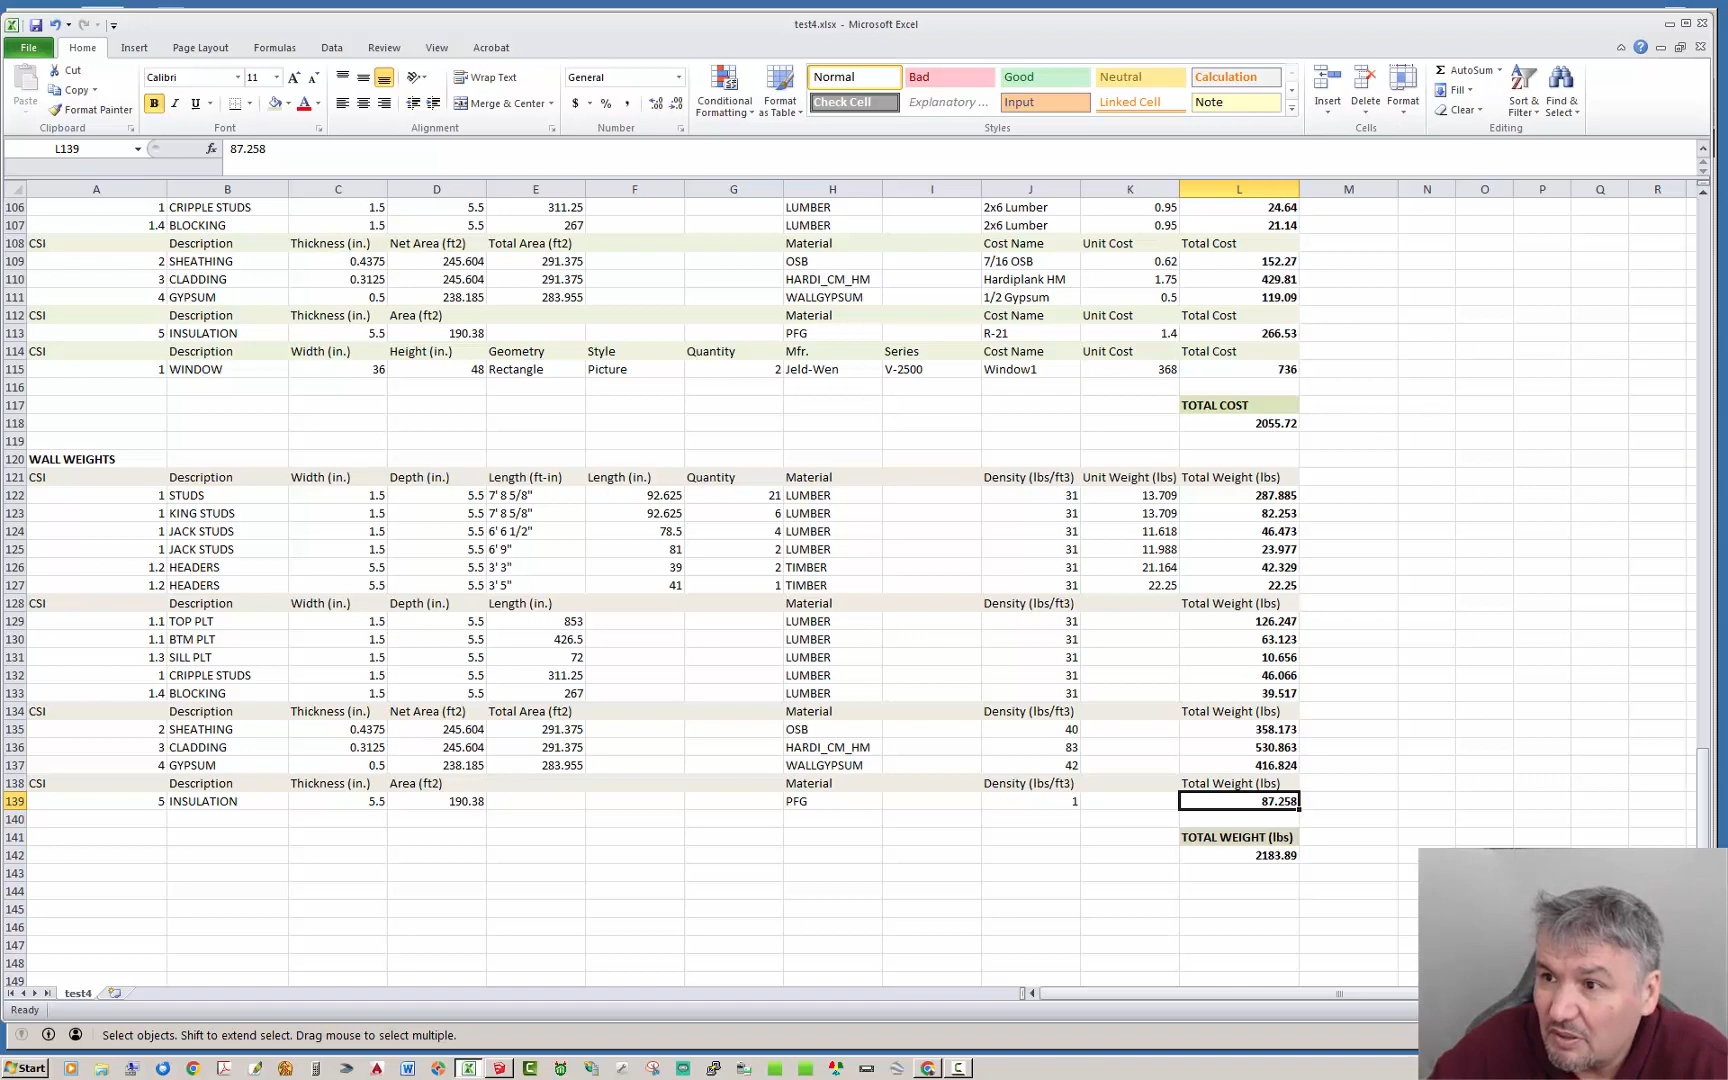 test4.xlsx - Microsoft Excel
File Home Insert Page Layout Formulas Data Review View Acrobat
Paste Cut Copy Format Painter Calibri 11 B I U Wrap Text Merge & Center General $ % , Conditional Formatting Format as Table Normal Bad Good Neutral Calculation Check Cell Explanatory ... Input Linked Cell Note Insert Delete Format AutoSum Fill Clear Sort & Filter Find & Select
Clipboard Font Alignment Number Styles Cells Editing
L139 fx 87.258
A B C D E F G H I J K L M N O P Q R
106 1 CRIPPLE STUDS 1.5 5.5 311.25 LUMBER 2x6 Lumber 0.95 24.64
107 1.4 BLOCKING 1.5 5.5 267 LUMBER 2x6 Lumber 0.95 21.14
108 CSI Description Thickness (in.) Net Area (ft2) Total Area (ft2) Material Cost Name Unit Cost Total Cost
109 2 SHEATHING 0.4375 245.604 291.375 OSB 7/16 OSB 0.62 152.27
110 3 CLADDING 0.3125 245.604 291.375 HARDI_CM_HM Hardiplank HM 1.75 429.81
111 4 GYPSUM 0.5 238.185 283.955 WALLGYPSUM 1/2 Gypsum 0.5 119.09
112 CSI Description Thickness (in.) Area (ft2) Material Cost Name Unit Cost Total Cost
113 5 INSULATION 5.5 190.38 PFG R-21 1.4 266.53
114 CSI Description Width (in.) Height (in.) Geometry Style Quantity Mfr. Series Cost Name Unit Cost Total Cost
115 1 WINDOW 36 48 Rectangle Picture 2 Jeld-Wen V-2500 Window1 368 736
116
117 TOTAL COST
118 2055.72
119
120 WALL WEIGHTS
121 CSI Description Width (in.) Depth (in.) Length (ft-in) Length (in.) Quantity Material Density (lbs/ft3) Unit Weight (lbs) Total Weight (lbs)
122 1 STUDS 1.5 5.5 7' 8 5/8" 92.625 21 LUMBER 31 13.709 287.885
123 1 KING STUDS 1.5 5.5 7' 8 5/8" 92.625 6 LUMBER 31 13.709 82.253
124 1 JACK STUDS 1.5 5.5 6' 6 1/2" 78.5 4 LUMBER 31 11.618 46.473
125 1 JACK STUDS 1.5 5.5 6' 9" 81 2 LUMBER 31 11.988 23.977
126 1.2 HEADERS 5.5 5.5 3' 3" 39 2 TIMBER 31 21.164 42.329
127 1.2 HEADERS 5.5 5.5 3' 5" 41 1 TIMBER 31 22.25 22.25
128 CSI Description Width (in.) Depth (in.) Length (in.) Material Density (lbs/ft3) Total Weight (lbs)
129 1.1 TOP PLT 1.5 5.5 853 LUMBER 31 126.247
130 1.1 BTM PLT 1.5 5.5 426.5 LUMBER 31 63.123
131 1.3 SILL PLT 1.5 5.5 72 LUMBER 31 10.656
132 1 CRIPPLE STUDS 1.5 5.5 311.25 LUMBER 31 46.066
133 1.4 BLOCKING 1.5 5.5 267 LUMBER 31 39.517
134 CSI Description Thickness (in.) Net Area (ft2) Total Area (ft2) Material Density (lbs/ft3) Total Weight (lbs)
135 2 SHEATHING 0.4375 245.604 291.375 OSB 40 358.173
136 3 CLADDING 0.3125 245.604 291.375 HARDI_CM_HM 83 530.863
137 4 GYPSUM 0.5 238.185 283.955 WALLGYPSUM 42 416.824
138 CSI Description Thickness (in.) Area (ft2) Material Density (lbs/ft3) Total Weight (lbs)
139 5 INSULATION 5.5 190.38 PFG 1 87.258
140
141 TOTAL WEIGHT (lbs)
142 2183.89
143
144
145
146
147
148
149
test4
Ready
Select objects. Shift to extend select. Drag mouse to select multiple.
Start